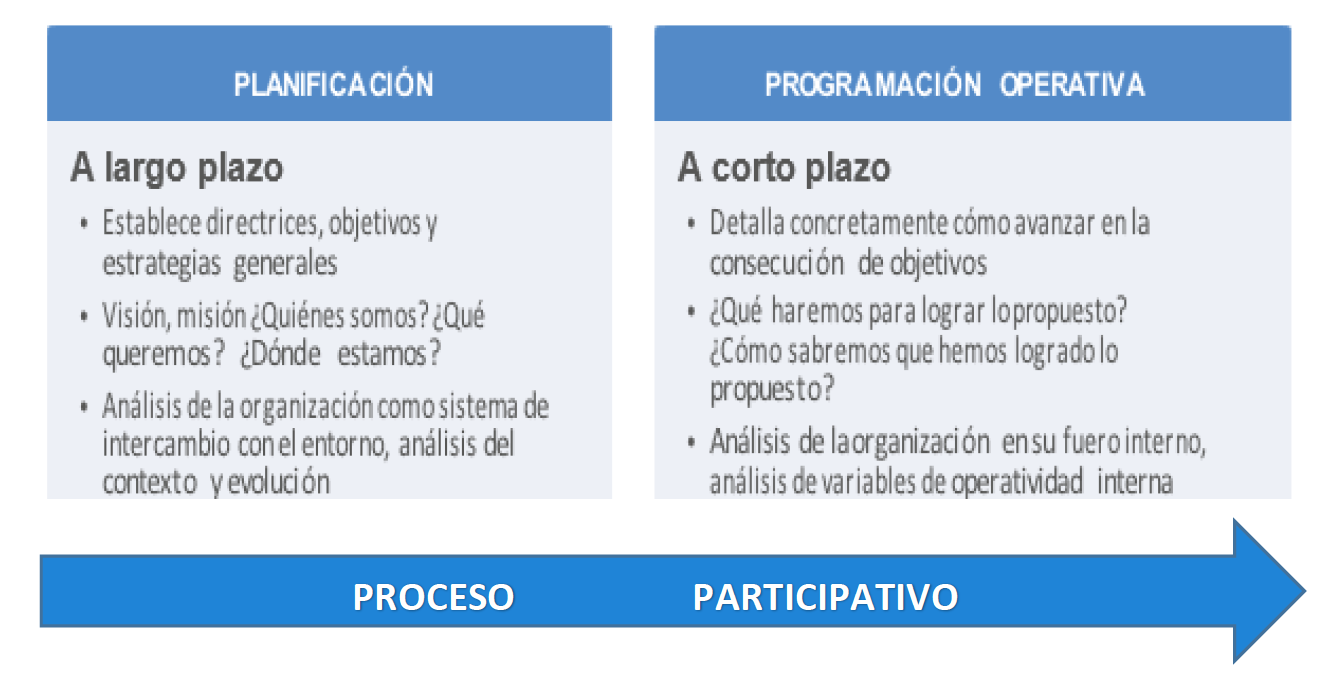 PLANIFICACIÓN
A largo plazo
• Establece directrices, objetivos y
estrategias generales
• Visión, misión ¿Quiénes somos? ¿Qué
queremos? ¿Dónde estamos?
• Análisis de la organización como sistema de
intercambio con el entorno, análisis del
contexto y evolución
PROGRAMACIÓN OPERATIVA
A corto plazo
• Detalla concretamente cómo avanzar en la
consecución de objetivos
• ¿Qué haremos para lograr lo propuesto?
¿Cómo sabremos que hemos logrado lo
propuesto?
• Análisis de la organización en su fuero interno,
análisis de variables de operatividad interna
PROCESO PARTICIPATIVO